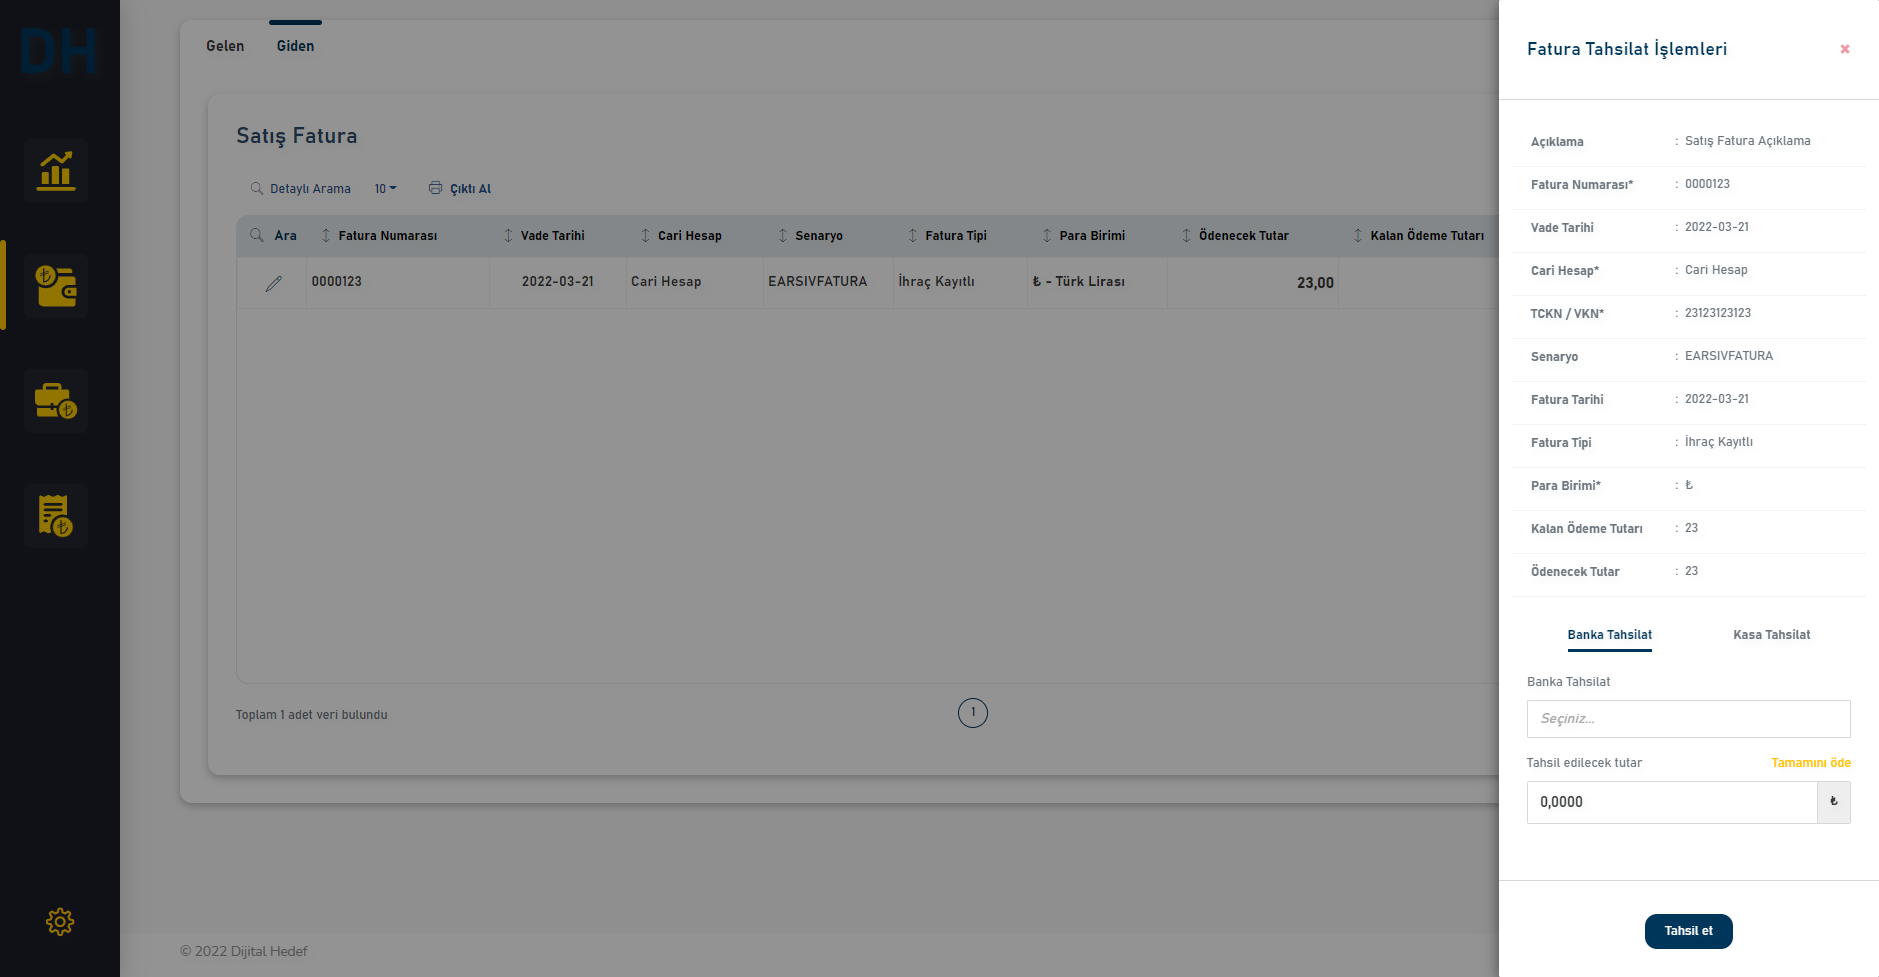 DH
Gelen
Giden
Satış Fatura
Detaylı Arama
10
Çıktı Al
Ara
Fatura Numarası
Vade Tarihi
Cari Hesap
Senaryo
Fatura Tipi
Para Birimi
Ödenecek Tutar
Kalan Ödeme Tutarı
0000123
2022-03-21
Cari Hesap
EARSIVFATURA
İhraç Kayıtlı
₺ - Türk Lirası
23,00
Toplam 1 adet veri bulundu
1
© 2022 Dijital Hedef
Fatura Tahsilat İşlemleri
Açıklama : Satış Fatura Açıklama
Fatura Numarası* : 0000123
Vade Tarihi : 2022-03-21
Cari Hesap* : Cari Hesap
TCKN / VKN* : 23123123123
Senaryo : EARSIVFATURA
Fatura Tarihi : 2022-03-21
Fatura Tipi : İhraç Kayıtlı
Para Birimi* : ₺
Kalan Ödeme Tutarı : 23
Ödenecek Tutar : 23
Banka Tahsilat
Kasa Tahsilat
Banka Tahsilat
Seçiniz...
Tahsil edilecek tutar
Tamamını öde
0,0000
₺
Tahsil et